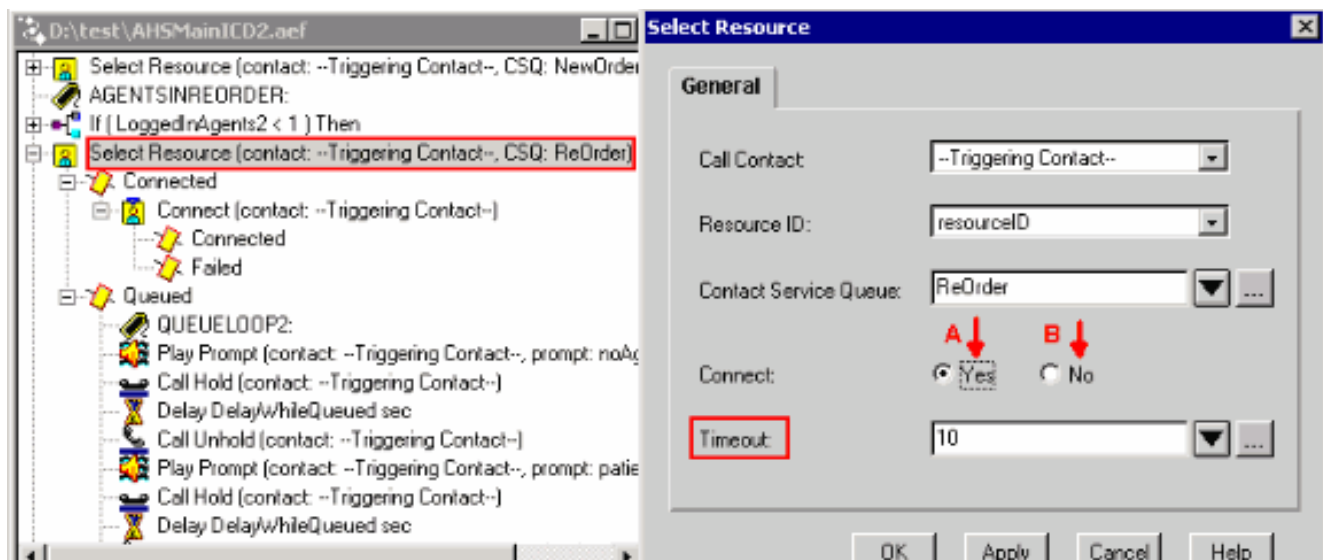 D:\test\AHSMainICD2.aef
Select Resource (contact: --Triggering Contact--, CSQ: NewOrder
AGENTSINREORDER:
If ( LoggedInAgents2 < 1 ) Then
Select Resource (contact: --Triggering Contact--, CSQ: ReOrder)
Connected
Connect (contact: --Triggering Contact--)
Connected
Failed
Queued
QUEUELOOP2:
Play Prompt (contact: --Triggering Contact--, prompt: noAg
Call Hold (contact: --Triggering Contact--)
Delay DelayWhileQueued sec
Call Unhold (contact: --Triggering Contact--)
Play Prompt (contact: --Triggering Contact--, prompt: patie
Call Hold (contact: --Triggering Contact--)
Delay DelayWhileQueued sec
Select Resource
General
Call Contact: --Triggering Contact--
Resource ID: resourceID
Contact Service Queue: ReOrder ...
A B
Connect: Yes No
Timeout: 10 ...
OK Apply Cancel Help